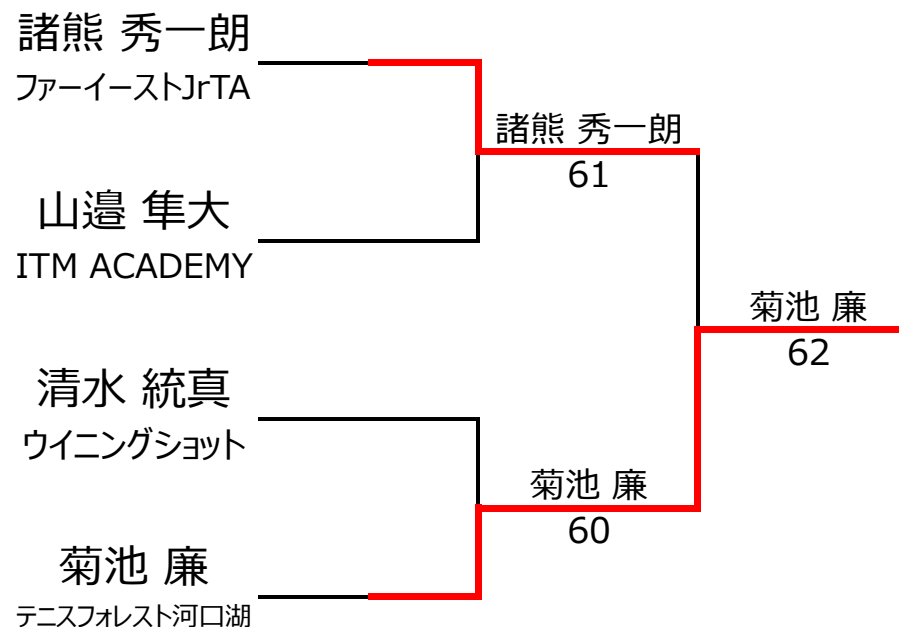 諸熊 秀一朗
ファーイーストJrTA
諸熊 秀一朗
61
山邉 隼大
ITM ACADEMY
菊池 廉
62
清水 統真
ウイニングショット
菊池 廉
60
菊池 廉
テニスフォレスト河口湖